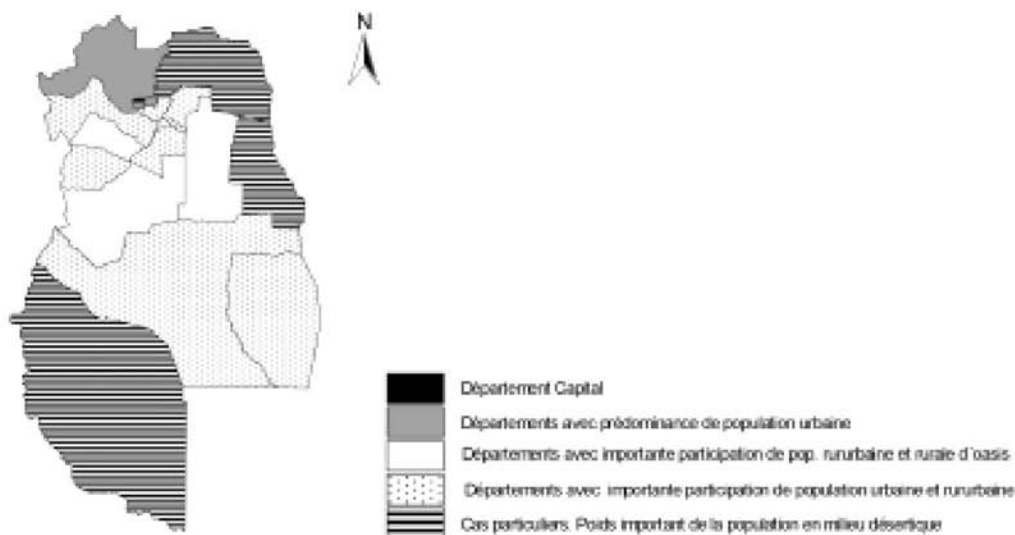 N
Département Capital
Départements avec prédominance de population urbaine
Départements avec importante participation de pop. rururbaine et rurale d'oasis
Départements avec importante participation de population urbaine et rururbaine
Cas particuliers. Poids important de la population en milieu désertique